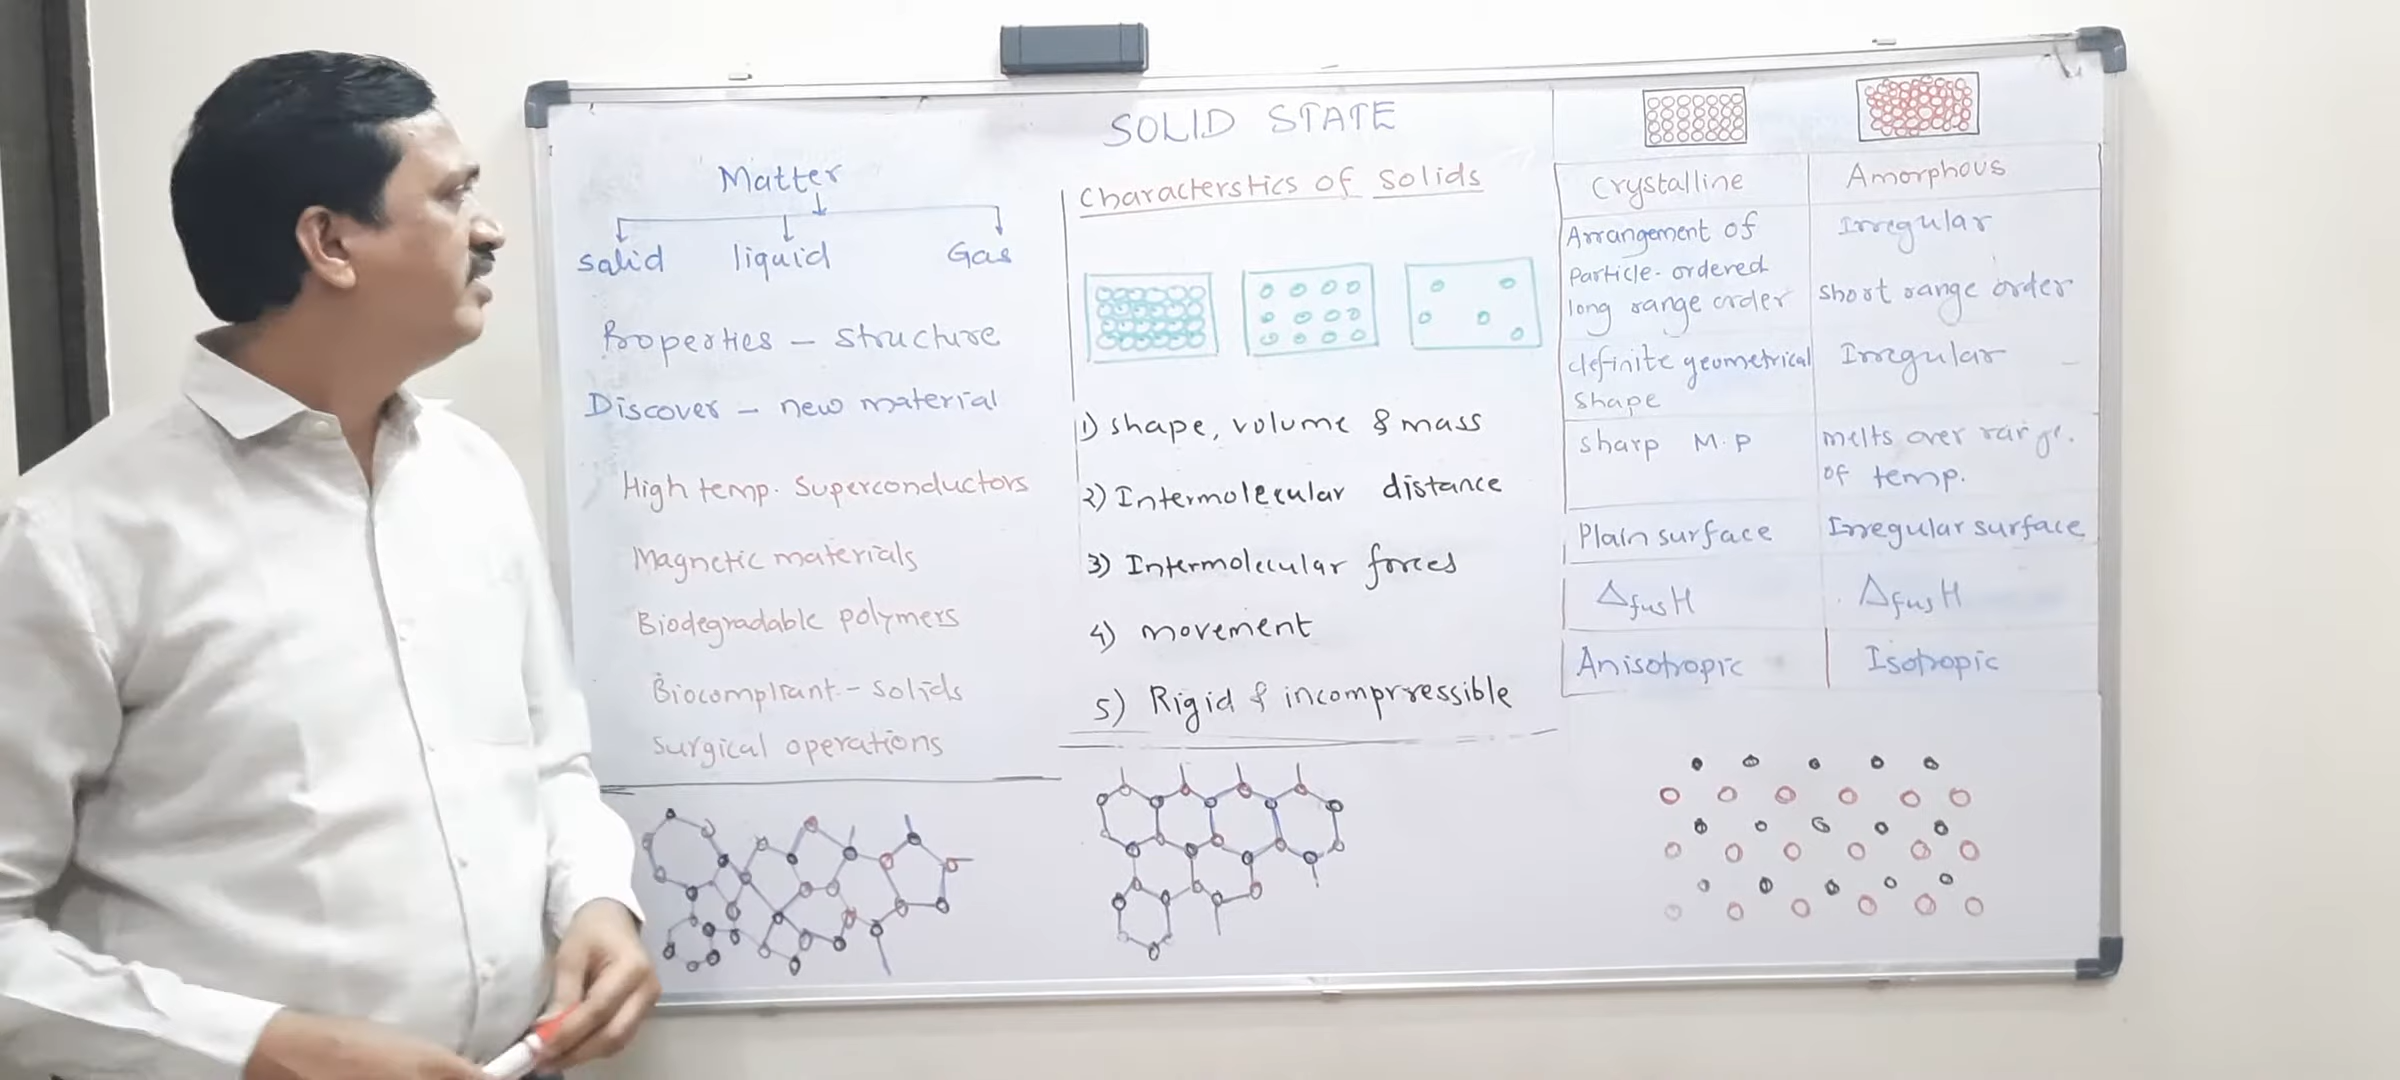 SOLID STATE
Matter
Salid liquid Gas
Properties – structure
Discover – new material
High temp. Superconductors
Magnetic materials
Biodegradable polymers
Biocompliant – solids
surgical operations
Characterstics of solids
1) shape, volume & mass
2) Intermolecular distance
3) Intermolecular forces
4) movement
5) Rigid & incomprressible
Crystalline Amorphous
Arrangement of Irregular
particle-ordered
long range order short range order
definite geometrical Irregular
shape
sharp M.P melts over range.
of temp.
Plain surface Irregular surface
ΔfusH ΔfusH
Anisotropic Isotropic